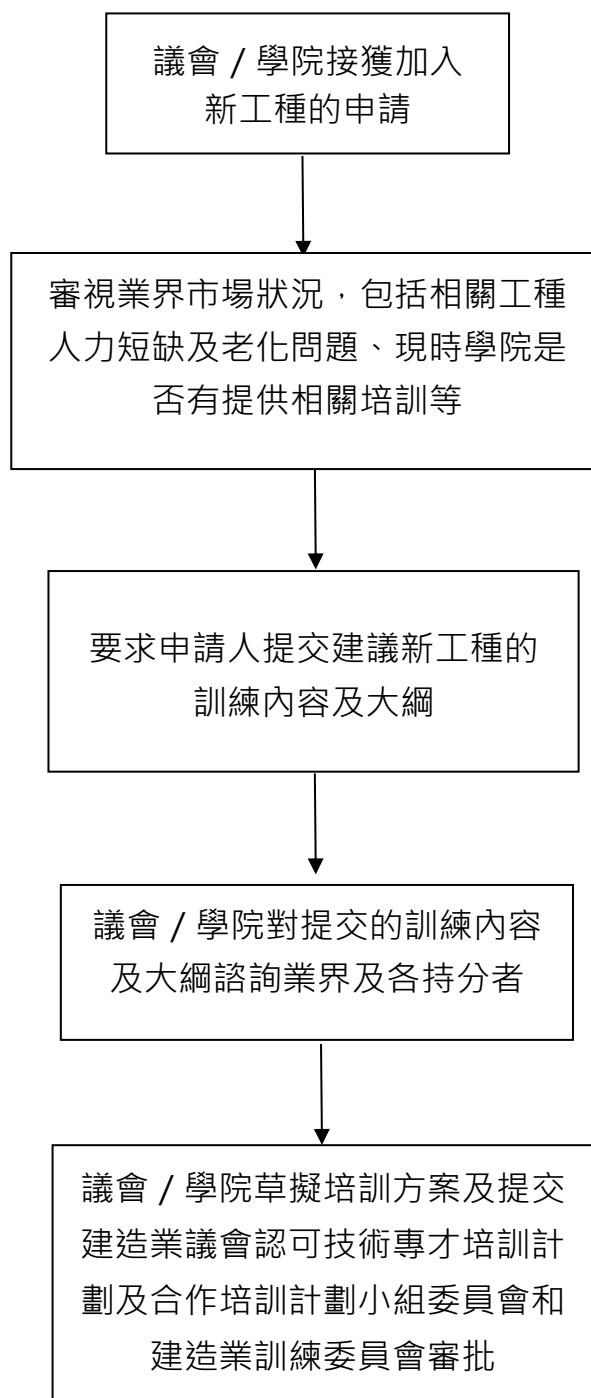 議會 / 學院接獲加入
新工種的申請
審視業界市場狀況，包括相關工種
人力短缺及老化問題、現時學院是
否有提供相關培訓等
要求申請人提交建議新工種的
訓練內容及大綱
議會 / 學院對提交的訓練內容
及大綱諮詢業界及各持分者
議會 / 學院草擬培訓方案及提交
建造業議會認可技術專才培訓計
劃及合作培訓計劃小組委員會和
建造業訓練委員會審批